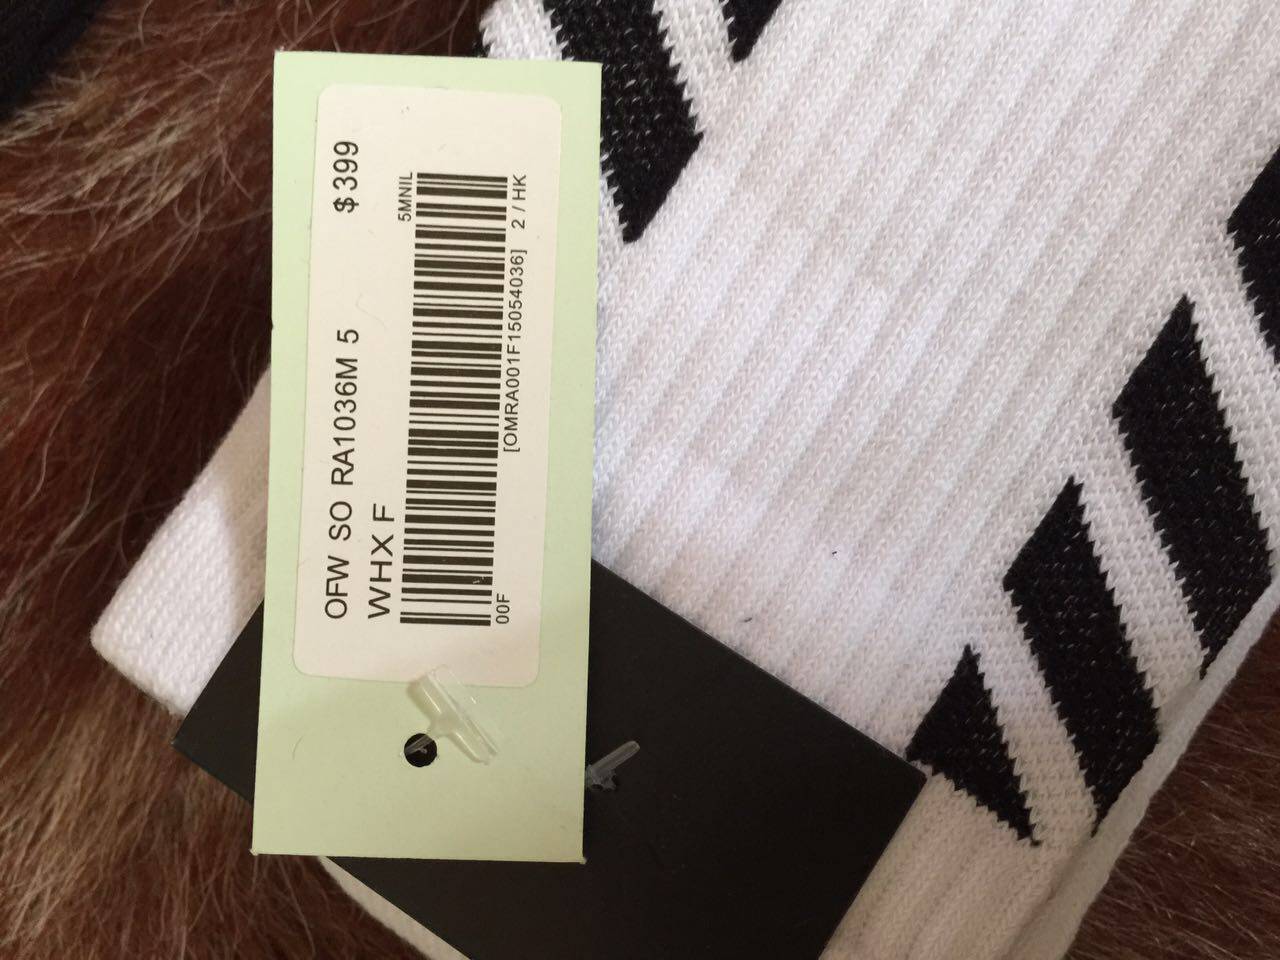 OFW SO RA1036M 5 $399
WHX F
5MNIL
00F
[OMRA001F15054036] 2 / HK